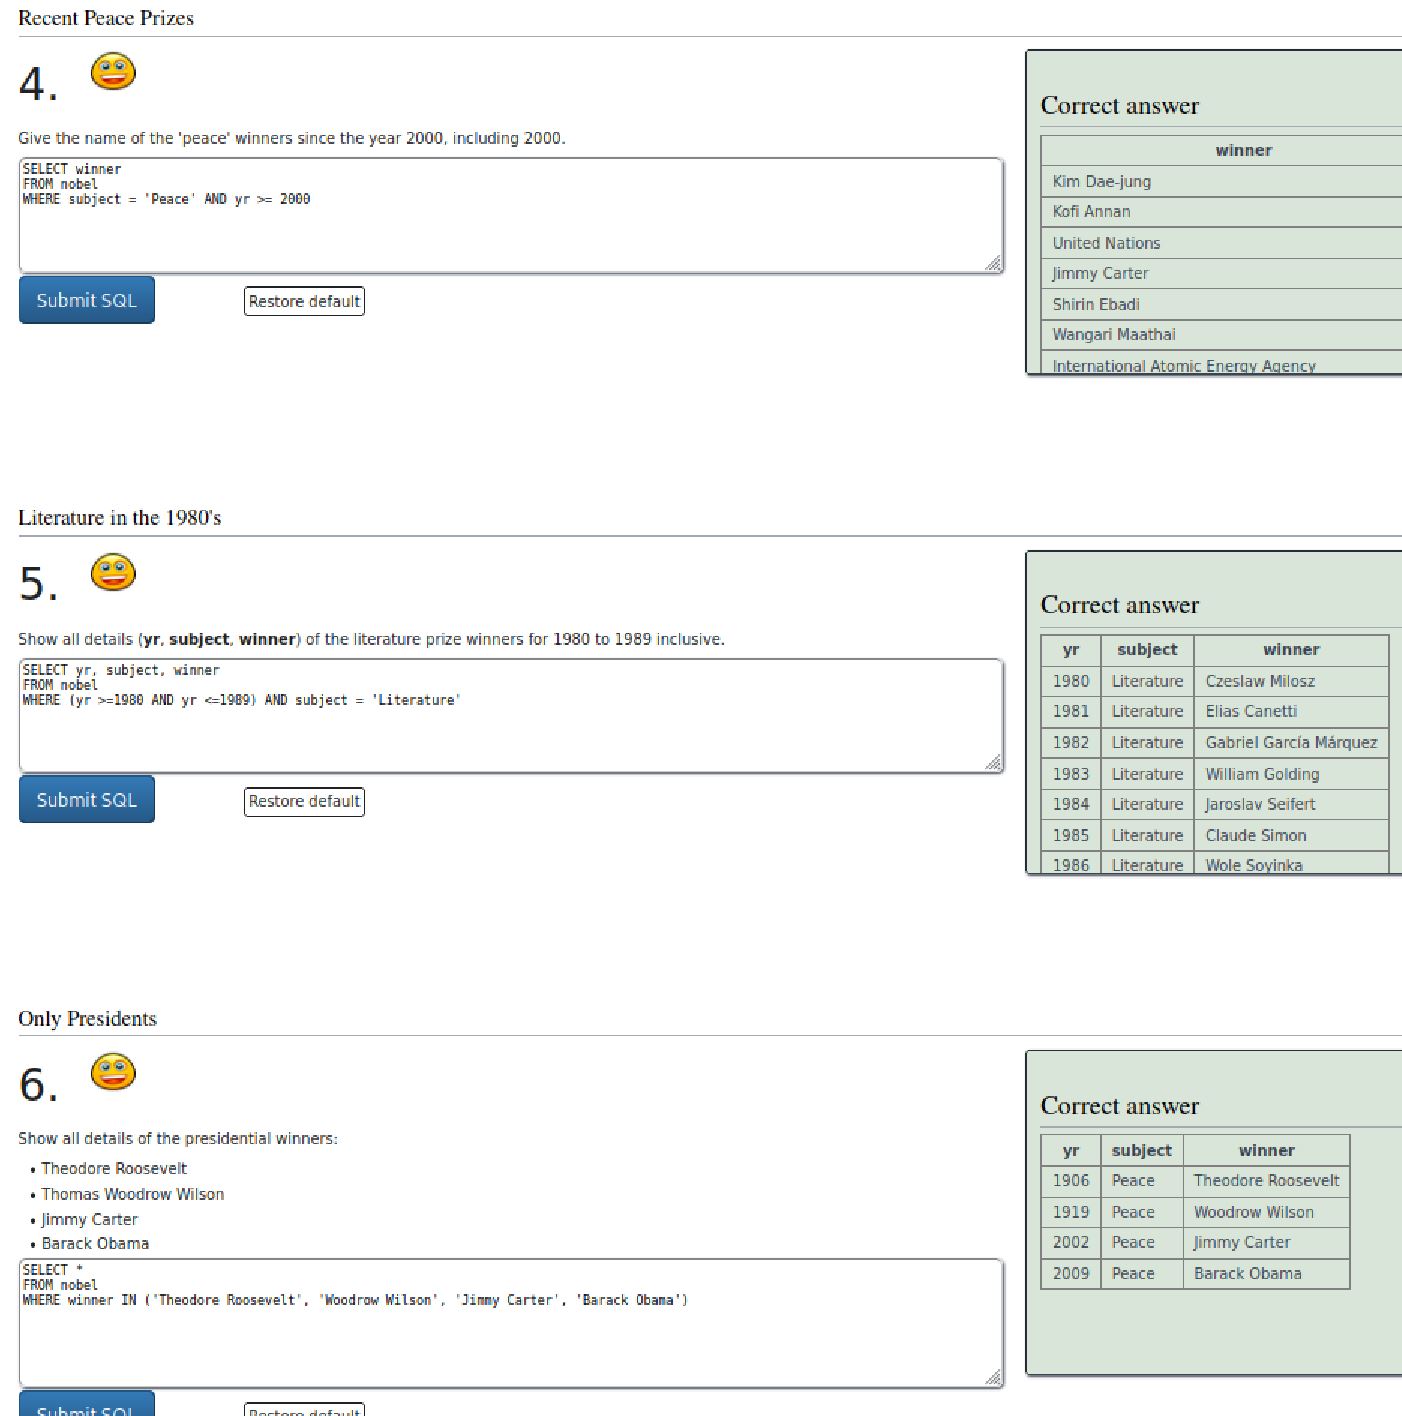 Recent Peace Prizes
4.
Give the name of the 'peace' winners since the year 2000, including 2000.
SELECT winner
FROM nobel
WHERE subject = 'Peace' AND yr >= 2000
Submit SQL Restore default
Correct answer
winner
Kim Dae-jung
Kofi Annan
United Nations
Jimmy Carter
Shirin Ebadi
Wangari Maathai
International Atomic Energy Agency
Literature in the 1980's
5.
Show all details (yr, subject, winner) of the literature prize winners for 1980 to 1989 inclusive.
SELECT yr, subject, winner
FROM nobel
WHERE (yr >=1980 AND yr <=1989) AND subject = 'Literature'
Submit SQL Restore default
Correct answer
yr subject winner
1980 Literature Czeslaw Milosz
1981 Literature Elias Canetti
1982 Literature Gabriel García Márquez
1983 Literature William Golding
1984 Literature Jaroslav Seifert
1985 Literature Claude Simon
1986 Literature Wole Soyinka
Only Presidents
6.
Show all details of the presidential winners:
• Theodore Roosevelt
• Thomas Woodrow Wilson
• Jimmy Carter
• Barack Obama
SELECT *
FROM nobel
WHERE winner IN ('Theodore Roosevelt', 'Woodrow Wilson', 'Jimmy Carter', 'Barack Obama')
Submit SQL Restore default
Correct answer
yr subject winner
1906 Peace Theodore Roosevelt
1919 Peace Woodrow Wilson
2002 Peace Jimmy Carter
2009 Peace Barack Obama